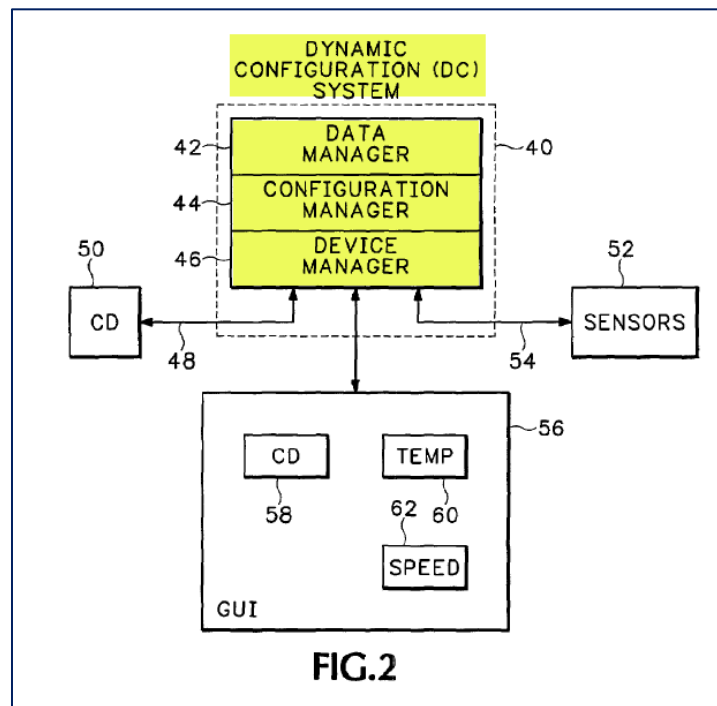 DYNAMIC
CONFIGURATION (DC)
SYSTEM
42
DATA
MANAGER
40
44
CONFIGURATION
MANAGER
46
DEVICE
MANAGER
50
CD
48
52
SENSORS
54
56
CD
58
TEMP
60
62
SPEED
GUI
FIG.2